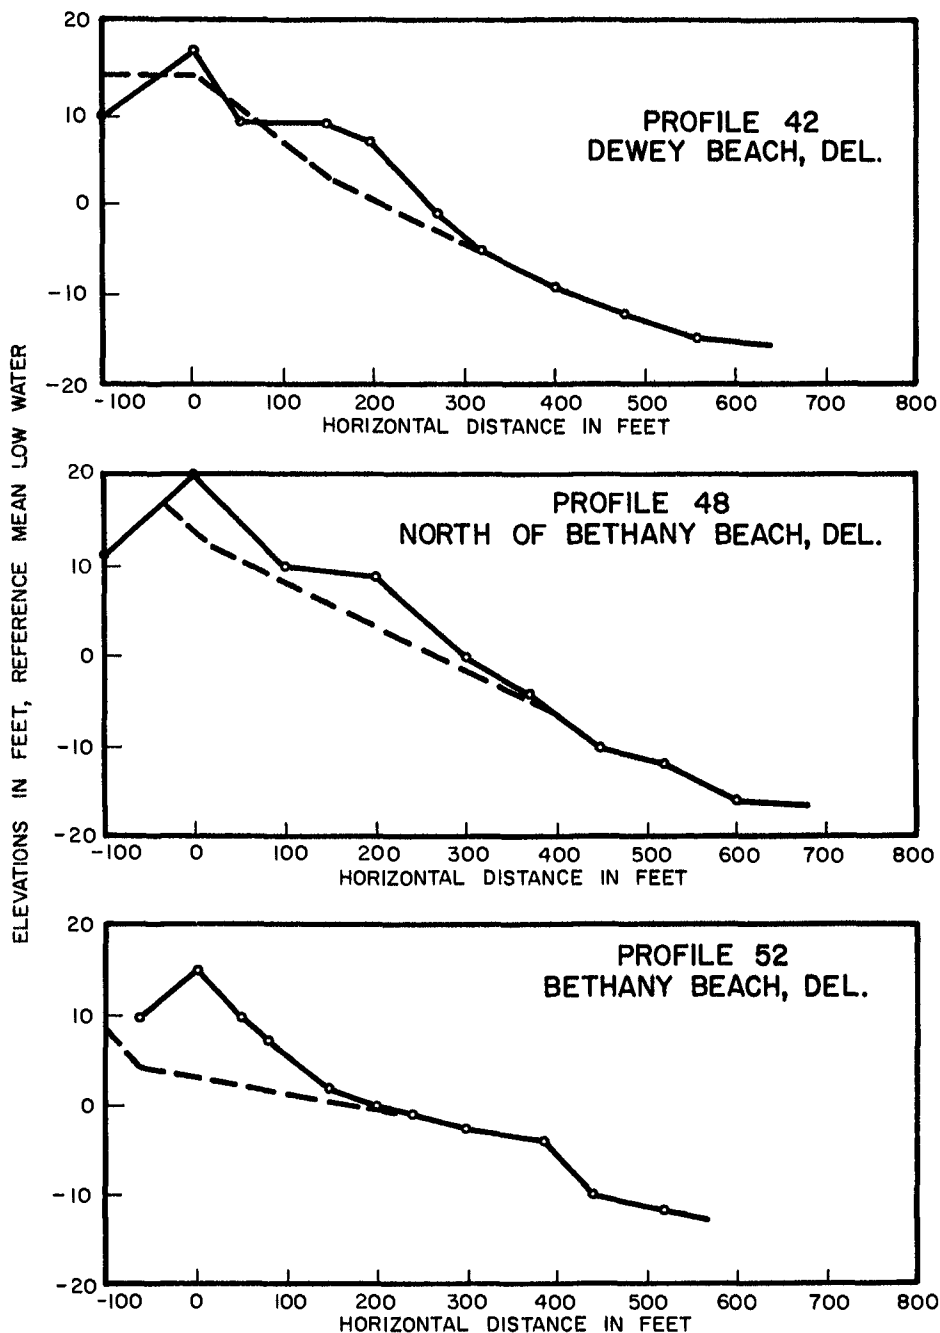 ELEVATIONS IN FEET, REFERENCE MEAN LOW WATER
20
10
0
-10
-20
PROFILE 42
DEWEY BEACH, DEL.
-100 0 100 200 300 400 500 600 700 800
HORIZONTAL DISTANCE IN FEET
20
10
0
-10
-20
PROFILE 48
NORTH OF BETHANY BEACH, DEL.
-100 0 100 200 300 400 500 600 700 800
HORIZONTAL DISTANCE IN FEET
20
10
0
-10
-20
PROFILE 52
BETHANY BEACH, DEL.
-100 0 100 200 300 400 500 600 700 800
HORIZONTAL DISTANCE IN FEET